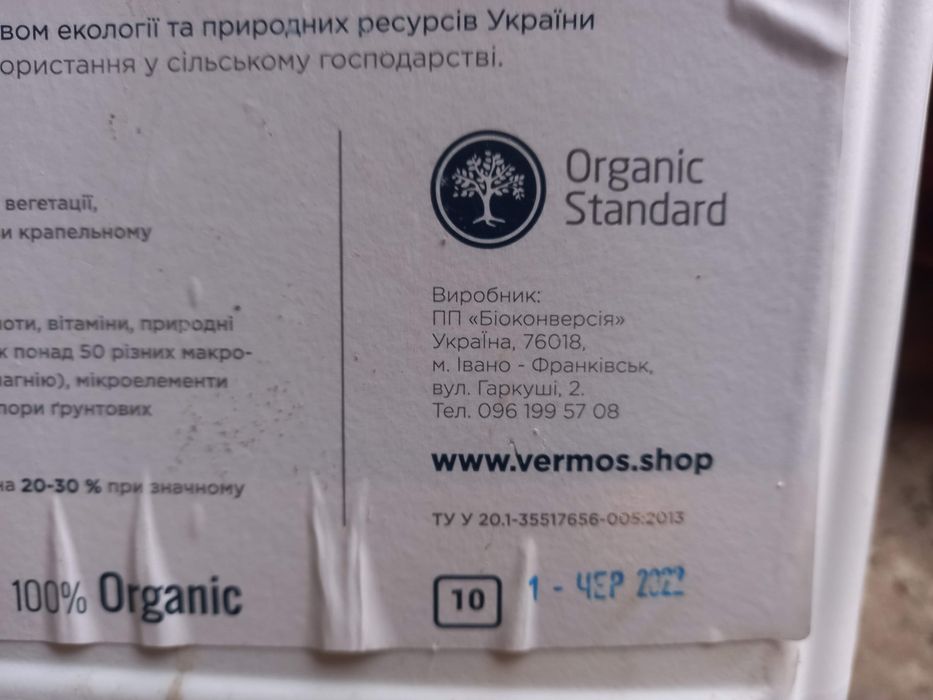 вом екології та природних ресурсів України
ористання у сільському господарстві.
вегетації,
и крапельному
оти, вітаміни, природні
ж понад 50 різних макро-
агнію), мікроелементи
пори ґрунтових
на 20-30 % при значному
100% Organic
Organic
Standard
Виробник:
ПП «Біоконверсія»
Україна, 76018,
м. Івано - Франківськ,
вул. Гаркуші, 2.
Тел. 096 199 57 08
www.vermos.shop
ТУ У 20.1-35517656-005:2013
10
1 - ЧЕР 2022